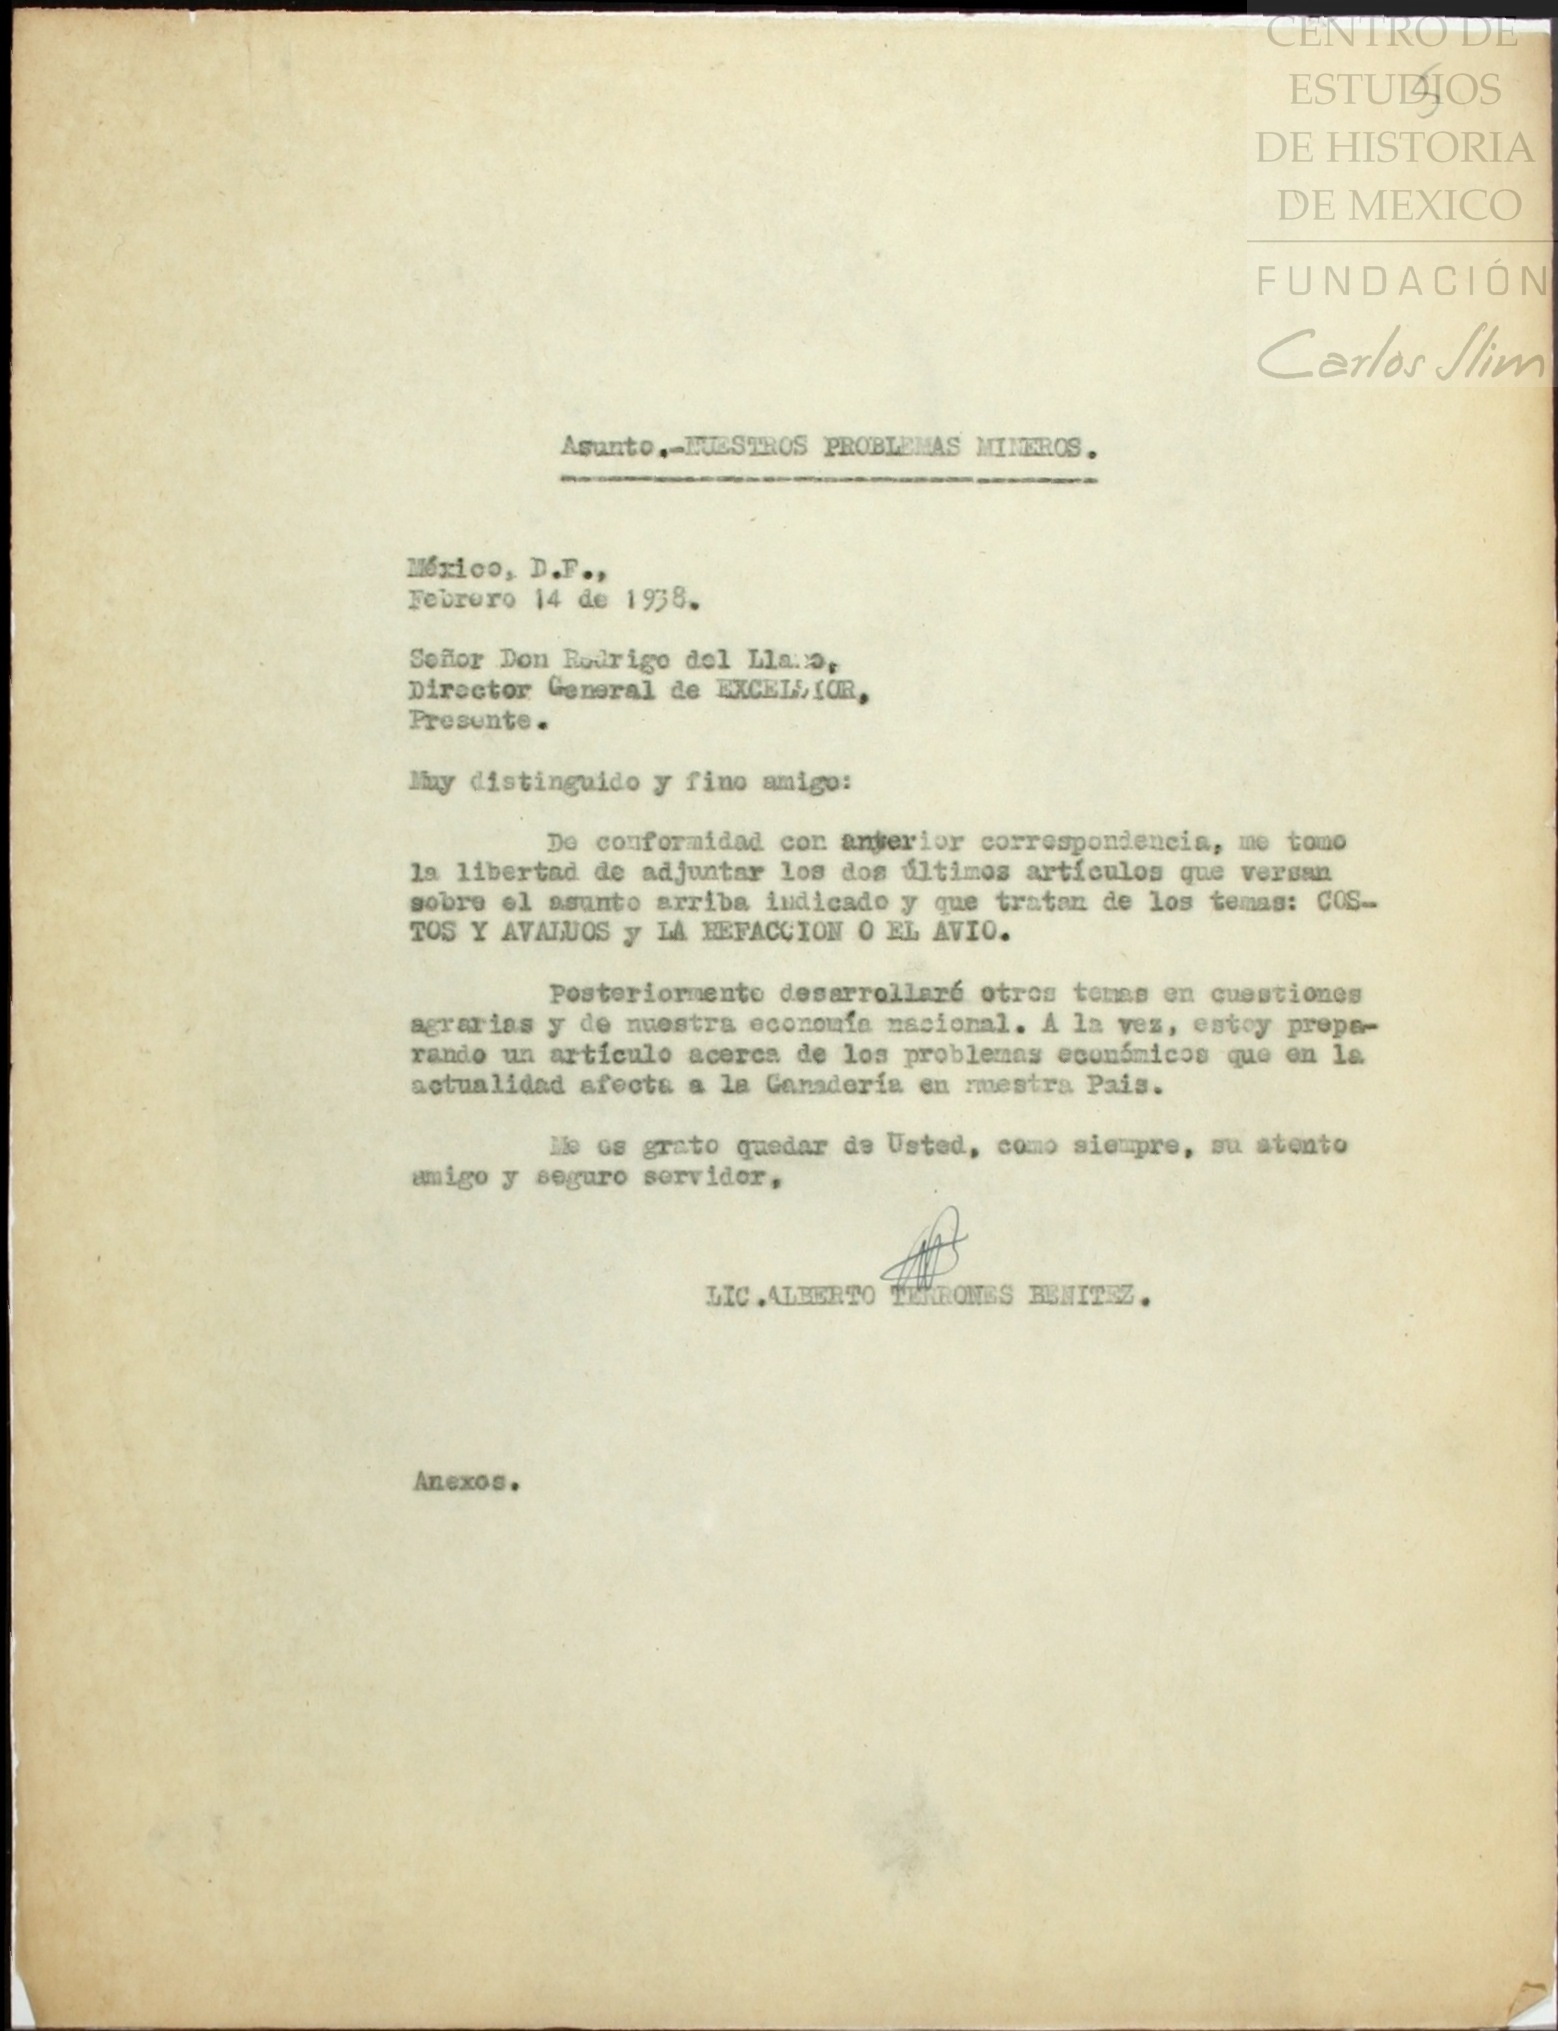 CENTRO DE
ESTUDIOS
DE HISTORIA
DE MEXICO
FUNDACIÓN
Carlos Slim
5
Asunto.-NUESTROS PROBLEMAS MINEROS.
México, D.F.,
Febrero 14 de 1938.
Señor Don Rodrigo del Llano,
Director General de EXCELSIOR,
Presente.
Muy distinguido y fino amigo:
De conformidad con anterior correspondencia, me tomo
la libertad de adjuntar los dos últimos artículos que versan
sobre el asunto arriba indicado y que tratan de los temas: COS-
TOS Y AVALUOS y LA REFACCION O EL AVIO.
Posteriormente desarrollaré otros temas en cuestiones
agrarias y de nuestra economía nacional. A la vez, estoy prepa-
rando un artículo acerca de los problemas económicos que en la
actualidad afecta a la Ganadería en nuestra Pais.
Me es grato quedar de Usted, como siempre, su atento
amigo y seguro servidor,
LIC.ALBERTO TERRONES BENITEZ.
Anexos.